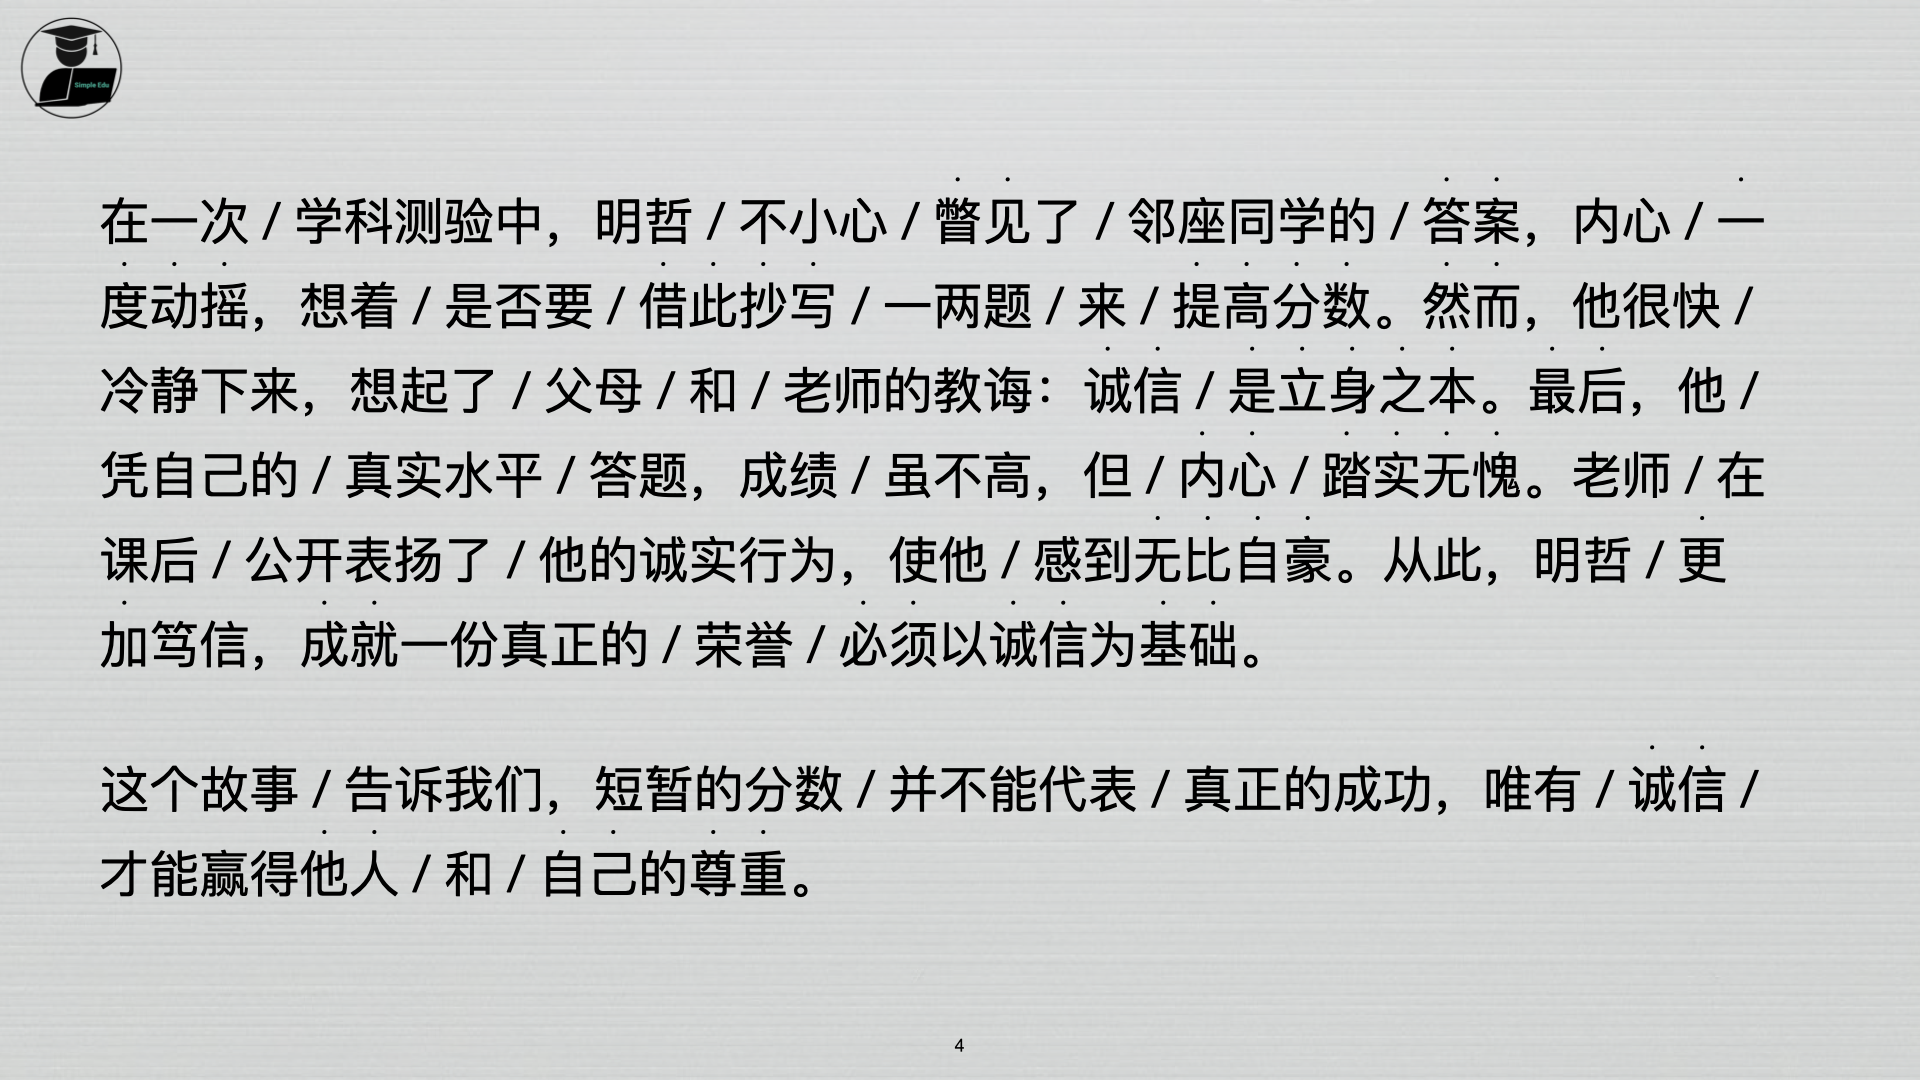 Simple Edu
在一次 / 学科测验中，明哲 / 不小心 / 瞥见了 / 邻座同学的 / 答案，内心 / 一
度动摇，想着 / 是否要 / 借此抄写 / 一两题 / 来 / 提高分数。然而，他很快 /
冷静下来，想起了 / 父母 / 和 / 老师的教诲：诚信 / 是立身之本。最后，他 /
凭自己的 / 真实水平 / 答题，成绩 / 虽不高，但 / 内心 / 踏实无愧。老师 / 在
课后 / 公开表扬了 / 他的诚实行为，使他 / 感到无比自豪。从此，明哲 / 更
加笃信，成就一份真正的 / 荣誉 / 必须以诚信为基础。
这个故事 / 告诉我们，短暂的分数 / 并不能代表 / 真正的成功，唯有 / 诚信 /
才能赢得他人 / 和 / 自己的尊重。
4